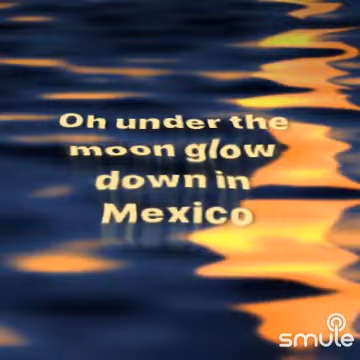 Oh under the
moon glow
down in
Mexico
smule